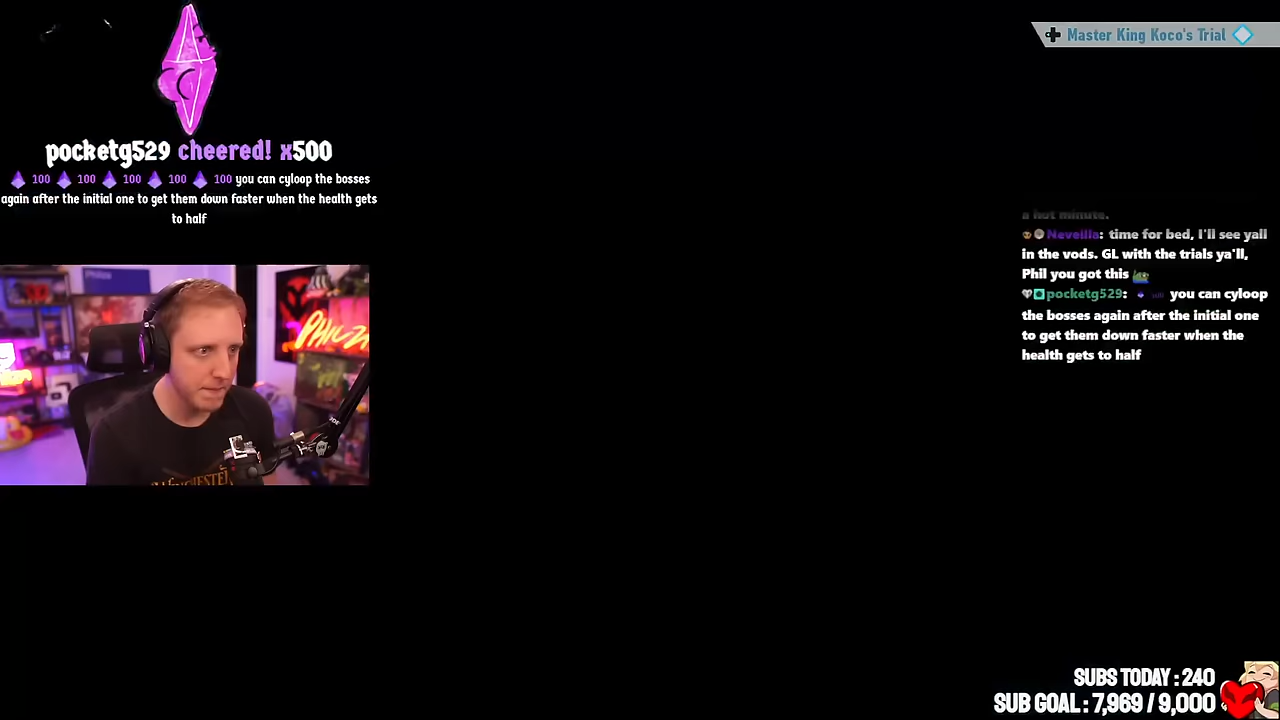 Master King Koco's Trial
pocketg529 cheered! x500
100 100 100 100 100 you can cyloop the bosses
again after the initial one to get them down faster when the health gets
to half
a hot minute.
Neveilla: time for bed, I'll see yall
in the vods. GL with the trials ya'll,
Phil you got this
pocketg529: you can cyloop
the bosses again after the initial one
to get them down faster when the
health gets to half
SUBS TODAY : 240
SUB GOAL : 7,969 / 9,000